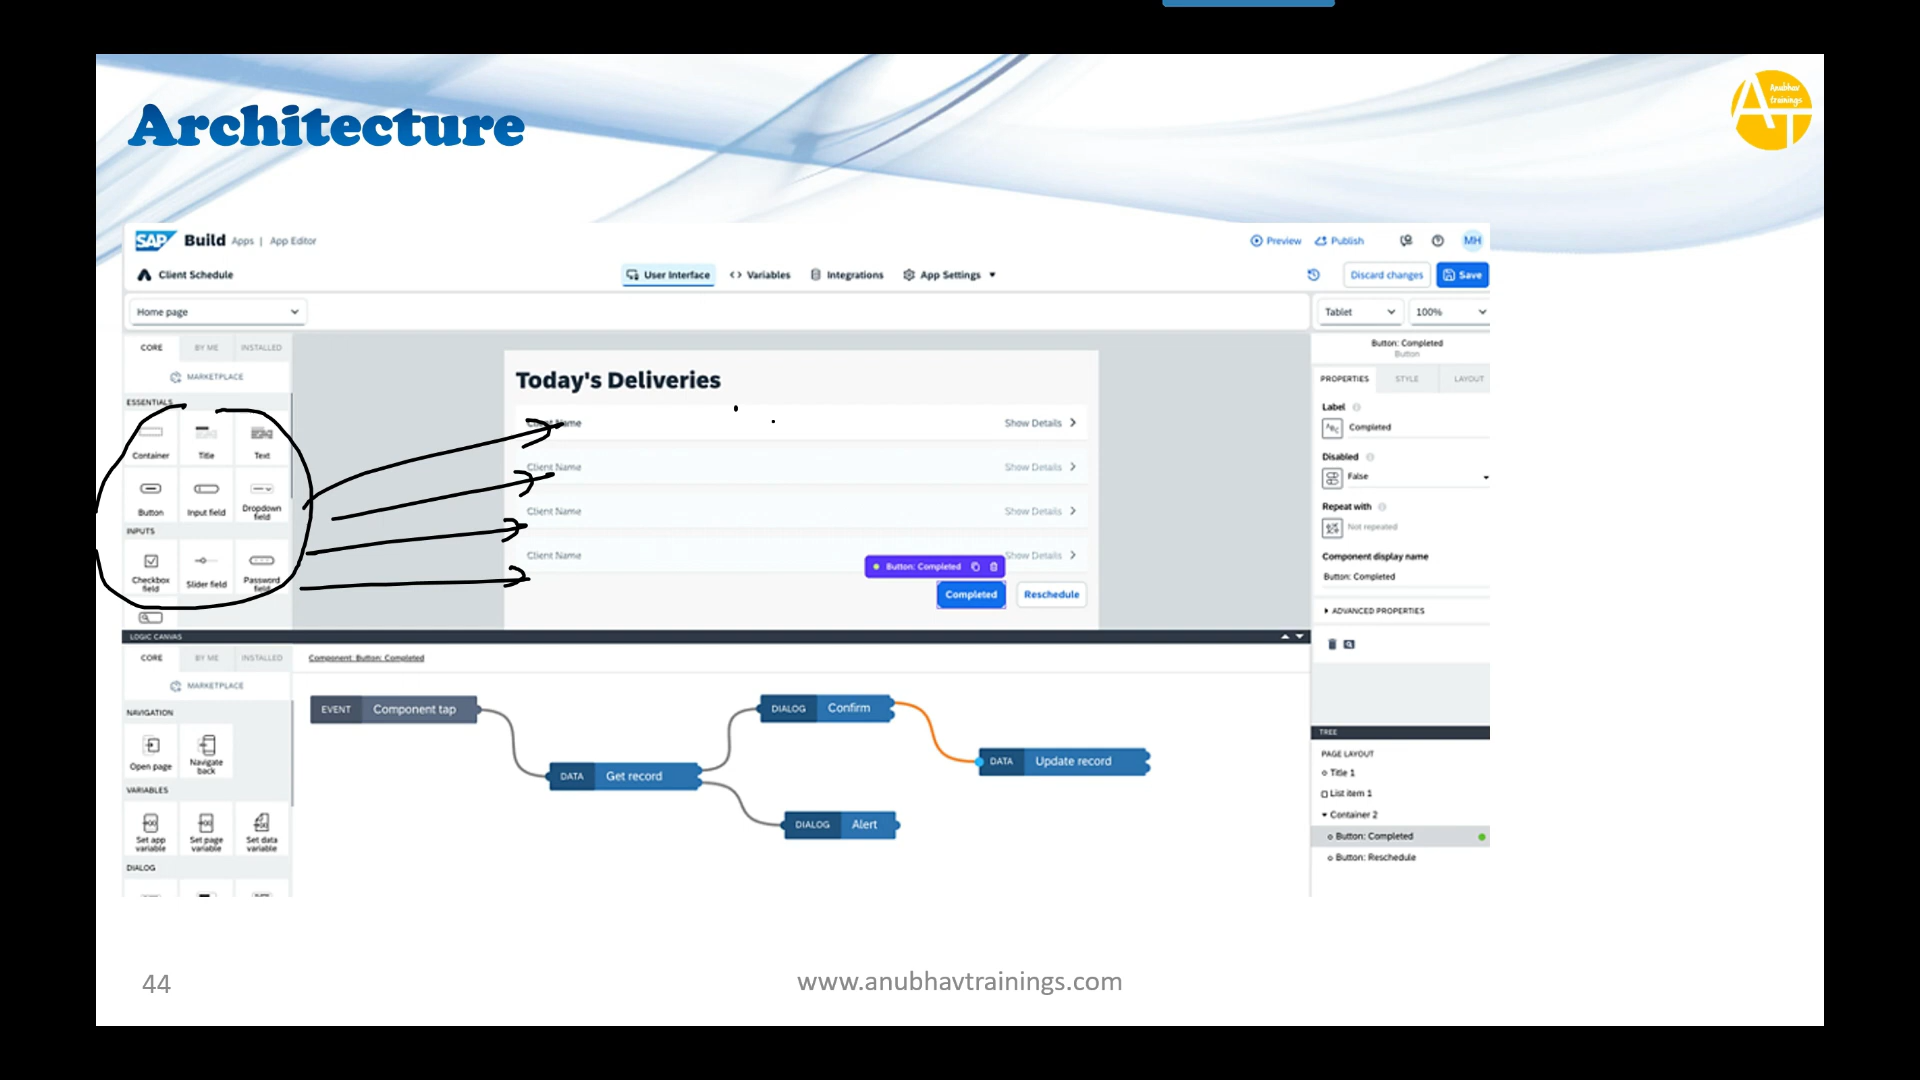 Architecture
Anubhav
trainings
SAP Build Apps | App Editor
Preview Publish MH
Client Schedule
User Interface <> Variables Integrations App Settings
Discard changes Save
Home page
Tablet 100%
CORE BY ME INSTALLED
MARKETPLACE
ESSENTIALS
Container Title Text
Button Input field Dropdown field
INPUTS
Checkbox field Slider field Password field
Today's Deliveries
Client Name Show Details
Client Name Show Details
Client Name Show Details
Client Name Show Details
Button: Completed
Completed Reschedule
Button: Completed
Button
PROPERTIES STYLE LAYOUT
Label
Completed
Disabled
False
Repeat with
Not repeated
Component display name
Button: Completed
ADVANCED PROPERTIES
LOGIC CANVAS
CORE BY ME INSTALLED
MARKETPLACE
Component: Button: Completed
NAVIGATION
Open page Navigate back
VARIABLES
Set app variable Set page variable Set data variable
DIALOG
EVENT Component tap
DATA Get record
DIALOG Confirm
DIALOG Alert
DATA Update record
TREE
PAGE LAYOUT
Title 1
List item 1
Container 2
Button: Completed
Button: Reschedule
44
www.anubhavtrainings.com